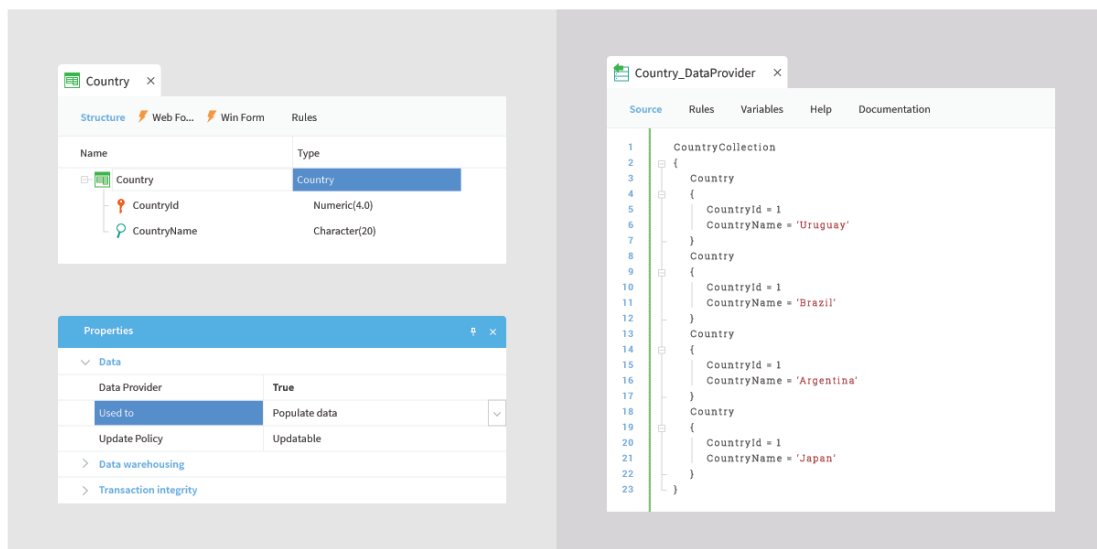 Country
Structure Web Fo... Win Form Rules
Name Type
Country Country
CountryId Numeric(4.0)
CountryName Character(20)
Properties
Data
Data Provider True
Used to Populate data
Update Policy Updatable
Data warehousing
Transaction integrity
Country_DataProvider
Source Rules Variables Help Documentation
1 CountryCollection
2 {
3 Country
4 {
5 CountryId = 1
6 CountryName = 'Uruguay'
7 }
8 Country
9 {
10 CountryId = 1
11 CountryName = 'Brazil'
12 }
13 Country
14 {
15 CountryId = 1
16 CountryName = 'Argentina'
17 }
18 Country
19 {
20 CountryId = 1
21 CountryName = 'Japan'
22 }
23 }